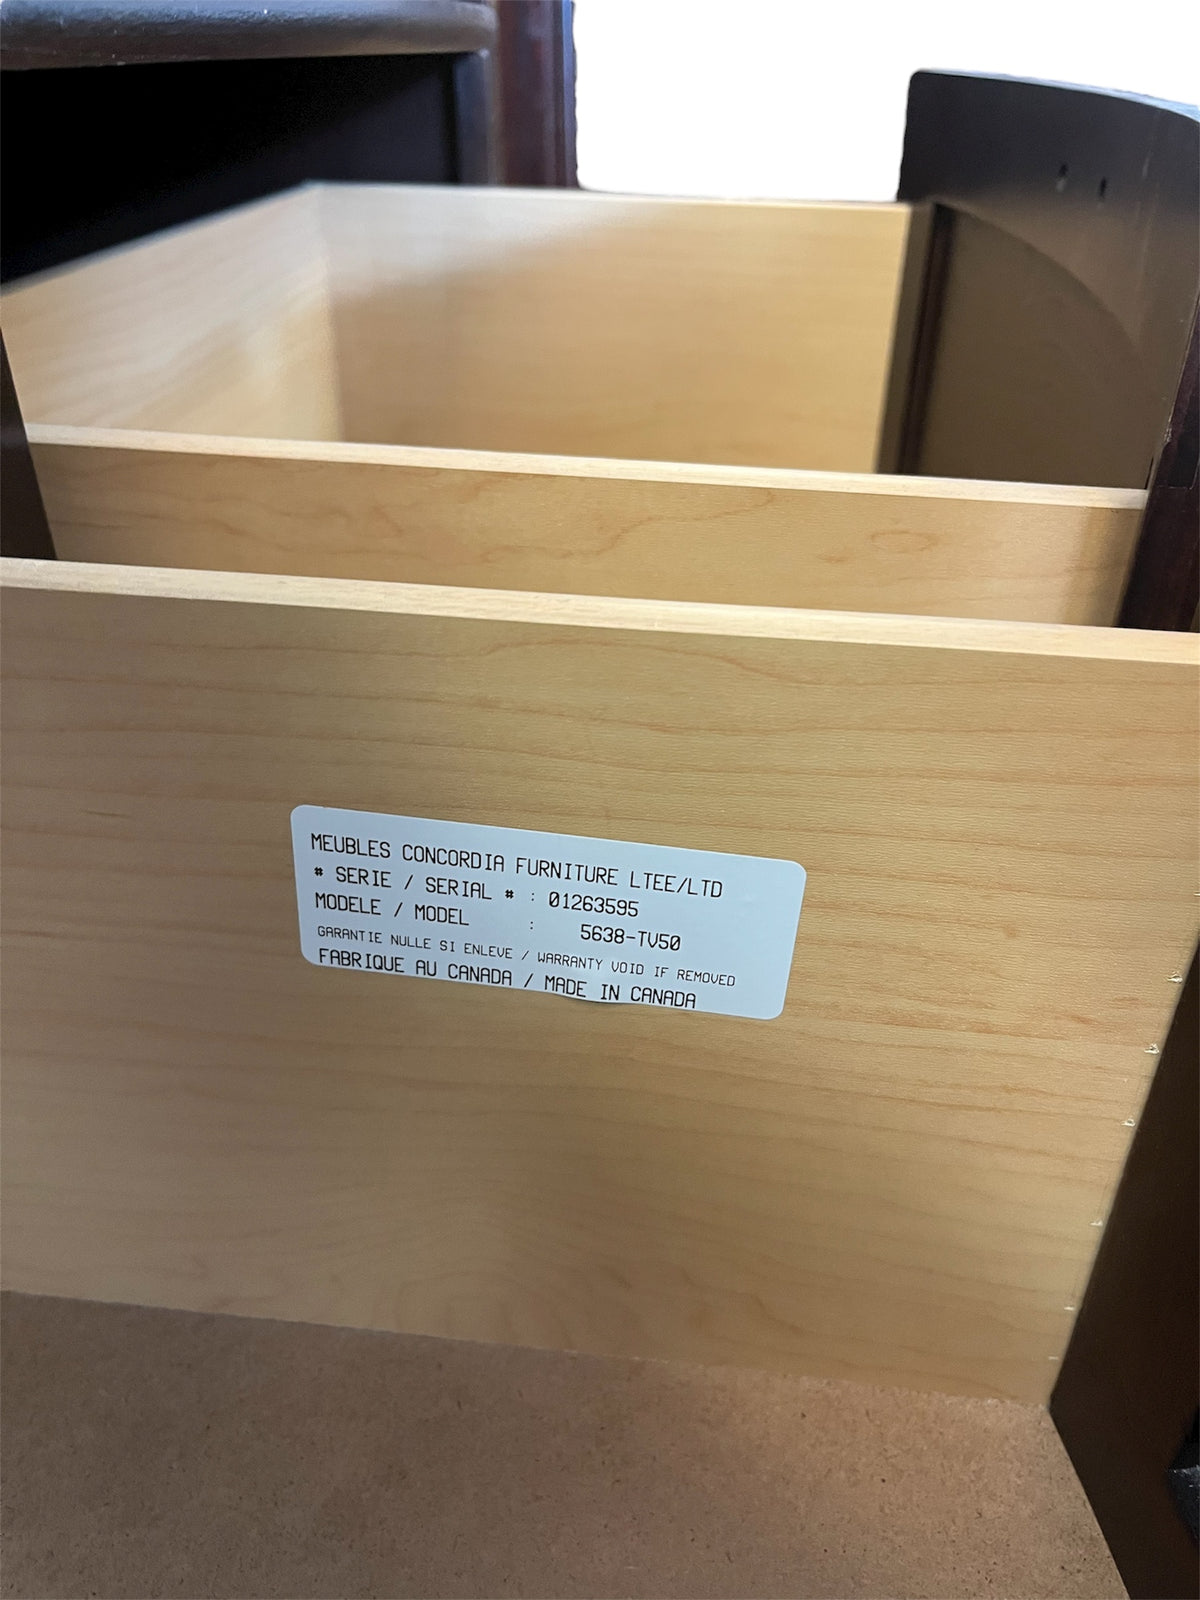 MEUBLES CONCORDIA FURNITURE LTEE/LTD
# SERIE / SERIAL # : 01263595
MODELE / MODEL : 5638-TV50
GARANTIE NULLE SI ENLEVE / WARRANTY VOID IF REMOVED
FABRIQUE AU CANADA / MADE IN CANADA